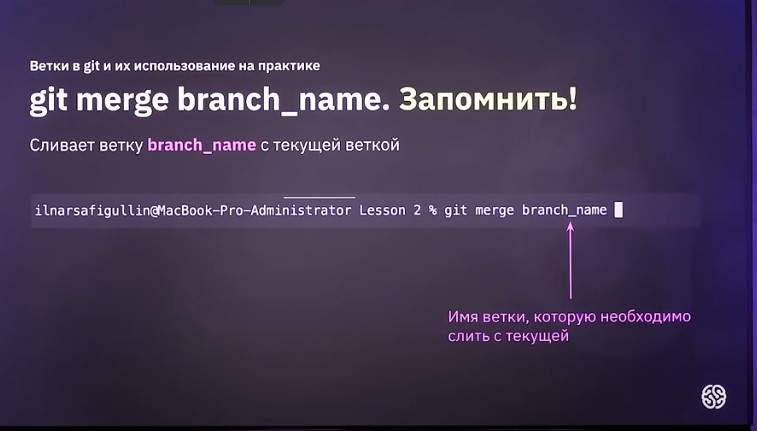 Ветки в git и их использование на практике
git merge branch_name. Запомнить!
Сливает ветку branch_name с текущей веткой
ilnarsafigullin@MacBook-Pro-Administrator Lesson 2 % git merge branch_name
Имя ветки, которую необходимо
слить с текущей